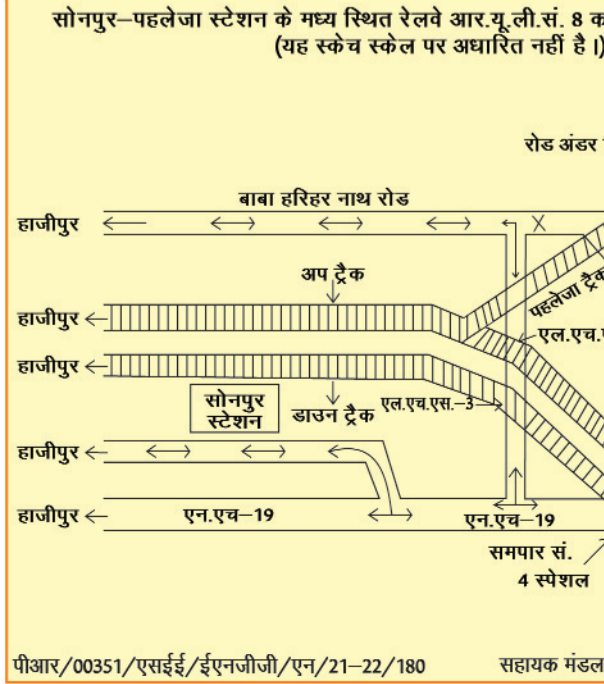 सोनपुर–पहलेजा स्टेशन के मध्य स्थित रेलवे आर.यू.ली.सं. 8 क
(यह स्केच स्केल पर अधारित नहीं है।)
रोड अंडर
बाबा हरिहर नाथ रोड
हाजीपुर
अप ट्रैक
पहलेजा ट्रैक
हाजीपुर
एल.एच.ए
हाजीपुर
सोनपुर
स्टेशन
डाउन ट्रैक
एल.एच.एस.–3
हाजीपुर
हाजीपुर
एन.एच–19
एन.एच–19
समपार सं.
4 स्पेशल
पीआर/00351/एसईई/ईएनजीजी/एन/21–22/180
सहायक मंडल